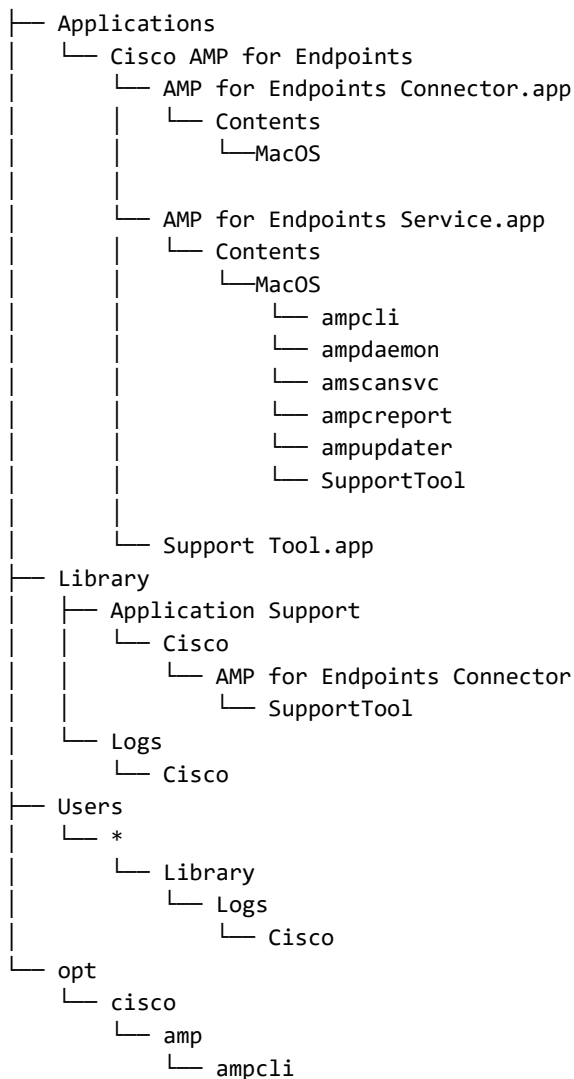 ├── Applications
│   └── Cisco AMP for Endpoints
│       └── AMP for Endpoints Connector.app
│       │   └── Contents
│       │       └──MacOS
│       │
│       └── AMP for Endpoints Service.app
│       │   └── Contents
│       │       └──MacOS
│       │           └── ampcli
│       │           └── ampdaemon
│       │           └── amscansvc
│       │           └── ampcreport
│       │           └── ampupdater
│       │           └── SupportTool
│       │
│       └── Support Tool.app
├── Library
│   ├── Application Support
│   │   └── Cisco
│   │       └── AMP for Endpoints Connector
│   │           └── SupportTool
│   └── Logs
│       └── Cisco
├── Users
│   └── *
│       └── Library
│           └── Logs
│               └── Cisco
└── opt
    └── cisco
        └── amp
            └── ampcli